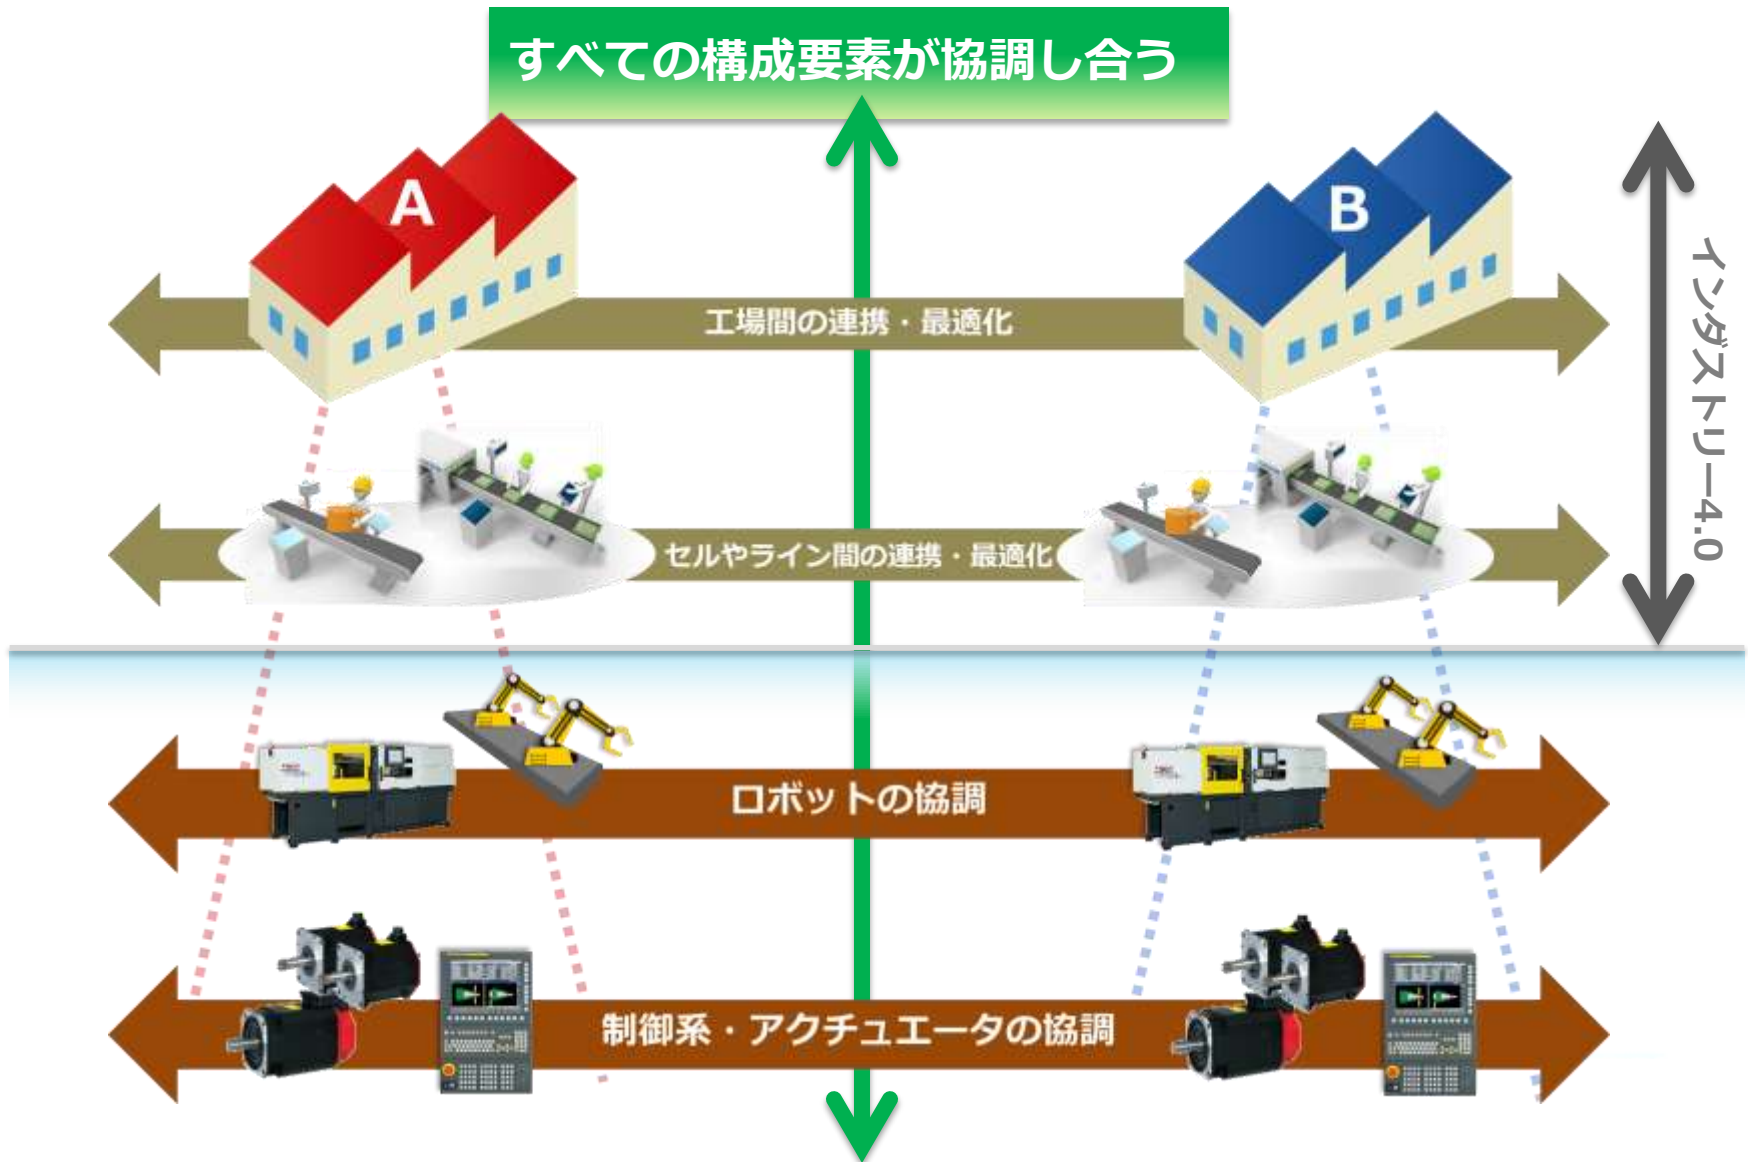 すべての構成要素が協調し合う
A
B
工場間の連携・最適化
インダストリー4.0
セルやライン間の連携・最適化
ロボットの協調
制御系・アクチュエータの協調